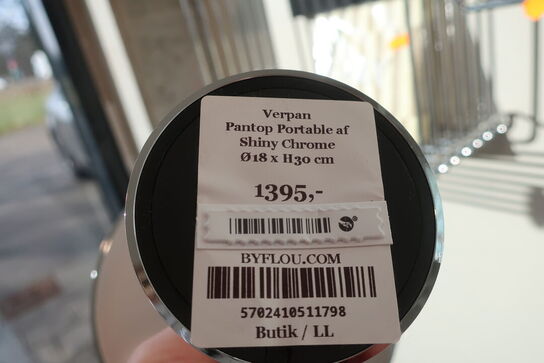 Verpan
Pantop Portable af
Shiny Chrome
Ø18 x H30 cm
1395,-
BYFLOU.COM
5702410511798
Butik / LL